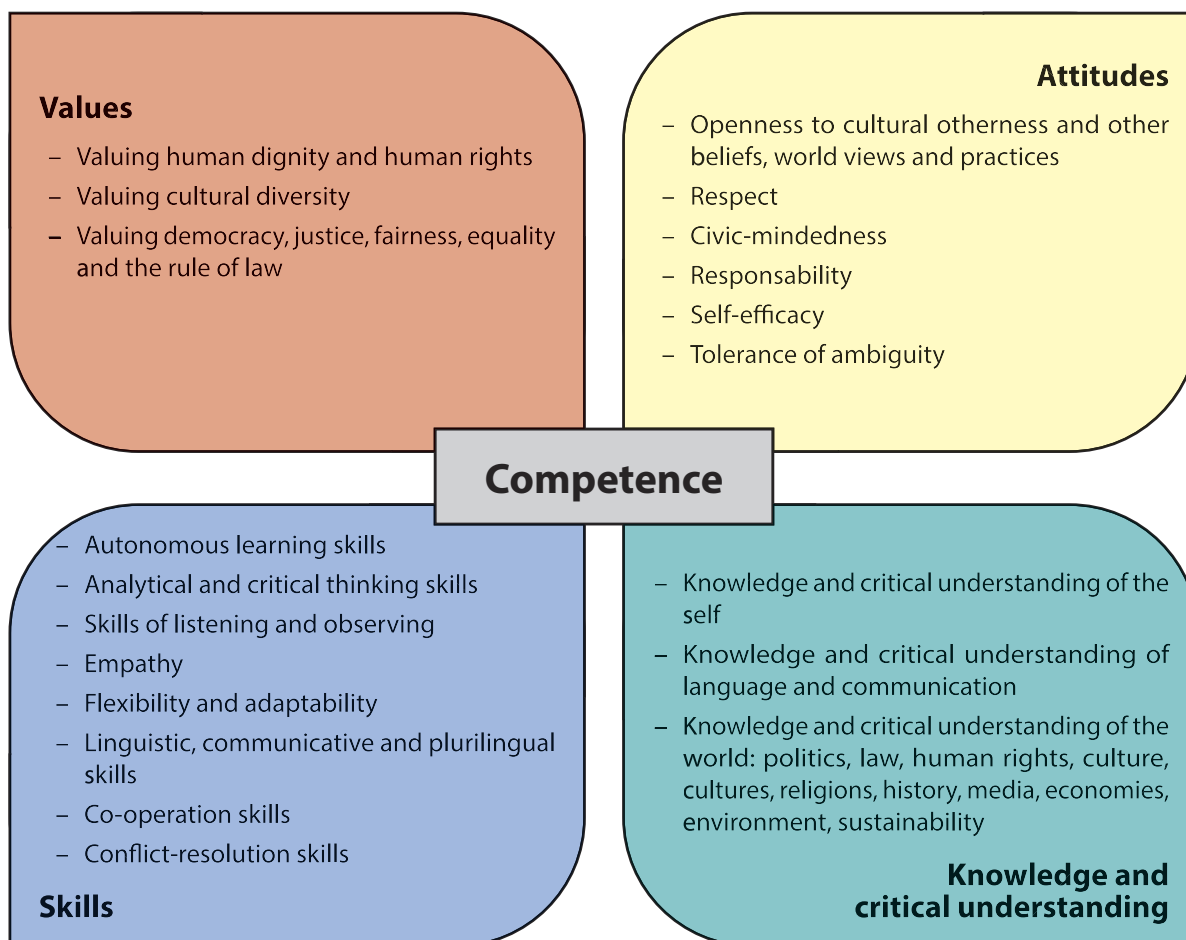 Values
– Valuing human dignity and human rights
– Valuing cultural diversity
– Valuing democracy, justice, fairness, equality
and the rule of law
Attitudes
– Openness to cultural otherness and other
beliefs, world views and practices
– Respect
– Civic-mindedness
– Responsability
– Self-efficacy
– Tolerance of ambiguity
Competence
– Autonomous learning skills
– Analytical and critical thinking skills
– Skills of listening and observing
– Empathy
– Flexibility and adaptability
– Linguistic, communicative and plurilingual
skills
– Co-operation skills
– Conflict-resolution skills
Skills
– Knowledge and critical understanding of the
self
– Knowledge and critical understanding of
language and communication
– Knowledge and critical understanding of the
world: politics, law, human rights, culture,
cultures, religions, history, media, economies,
environment, sustainability
Knowledge and
critical understanding